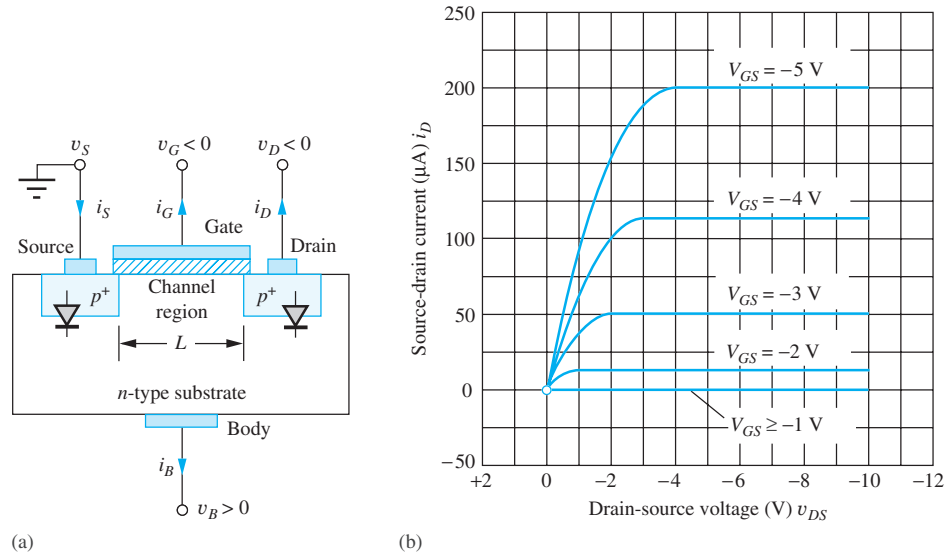 v_S
v_G < 0
v_D < 0
i_S
i_G
i_D
Gate
Source
Drain
p⁺
Channel
region
p⁺
L
n-type substrate
Body
i_B
v_B > 0
(a)
Source-drain current (μA) i_D
250
200
150
100
50
0
−50
V_GS = −5 V
V_GS = −4 V
V_GS = −3 V
V_GS = −2 V
V_GS ≥ −1 V
+2
0
−2
−4
−6
−8
−10
−12
Drain-source voltage (V) v_DS
(b)